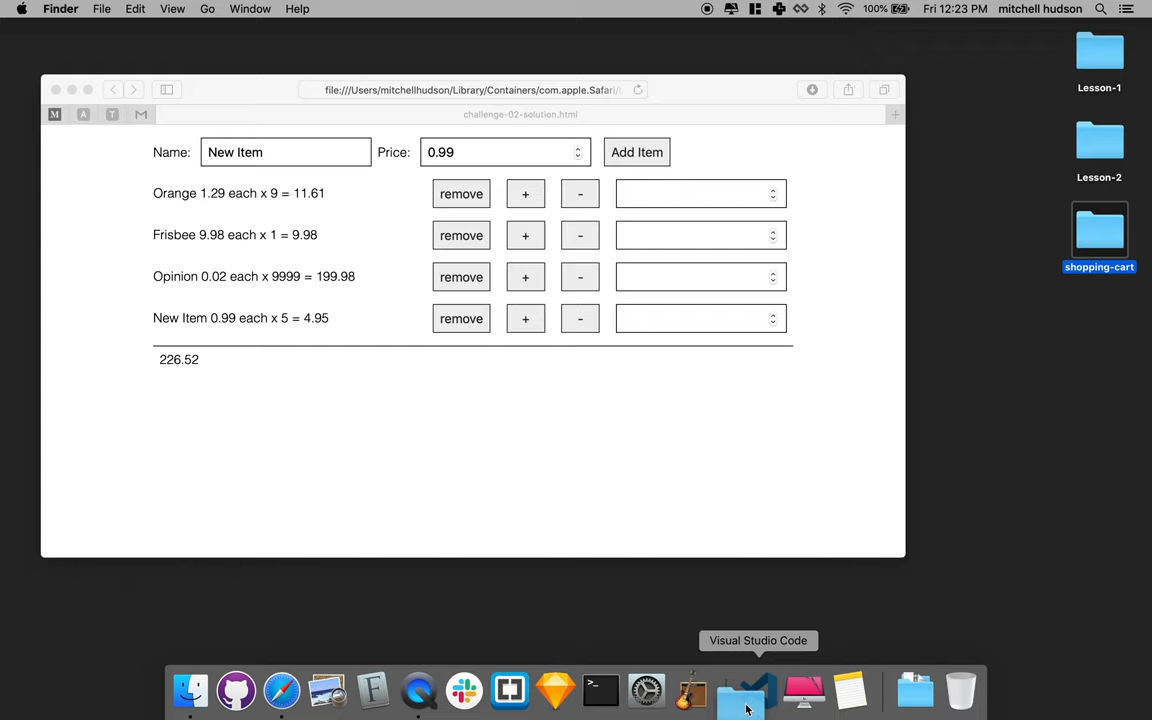 Finder File Edit View Go Window Help 100% Fri 12:23 PM mitchell hudson
file:///Users/mitchellhudson/Library/Containers/com.apple.Safari/
challenge-02-solution.html
M A T
Name: New Item Price: 0.99 Add Item
Orange 1.29 each x 9 = 11.61 remove + -
Frisbee 9.98 each x 1 = 9.98 remove + -
Opinion 0.02 each x 9999 = 199.98 remove + -
New Item 0.99 each x 5 = 4.95 remove + -
226.52
Lesson-1
Lesson-2
shopping-cart
Visual Studio Code